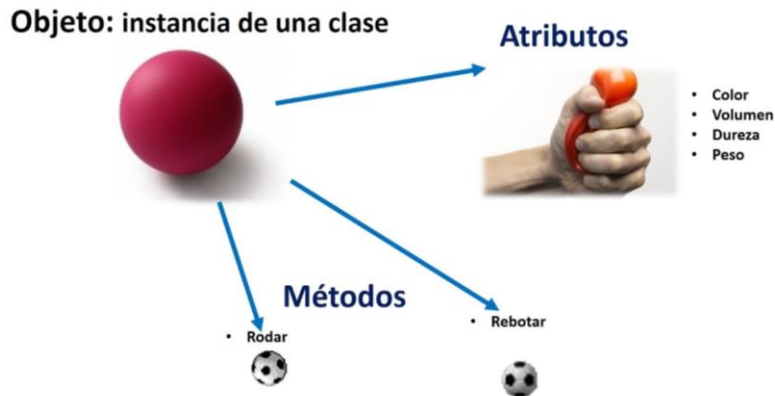 Objeto: instancia de una clase
Atributos
• Color
• Volumen
• Dureza
• Peso
Métodos
• Rodar
• Rebotar